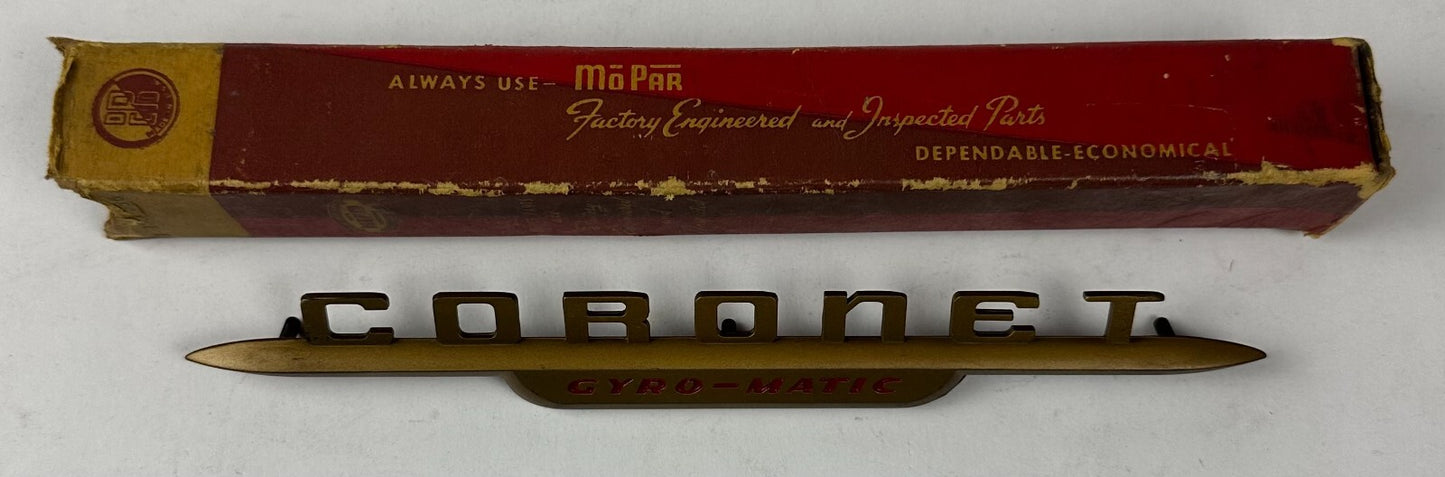 ALWAYS USE— MOPAR
Factory Engineered and Inspected Parts
DEPENDABLE-ECONOMICAL
CORONET
GYRO-MATIC